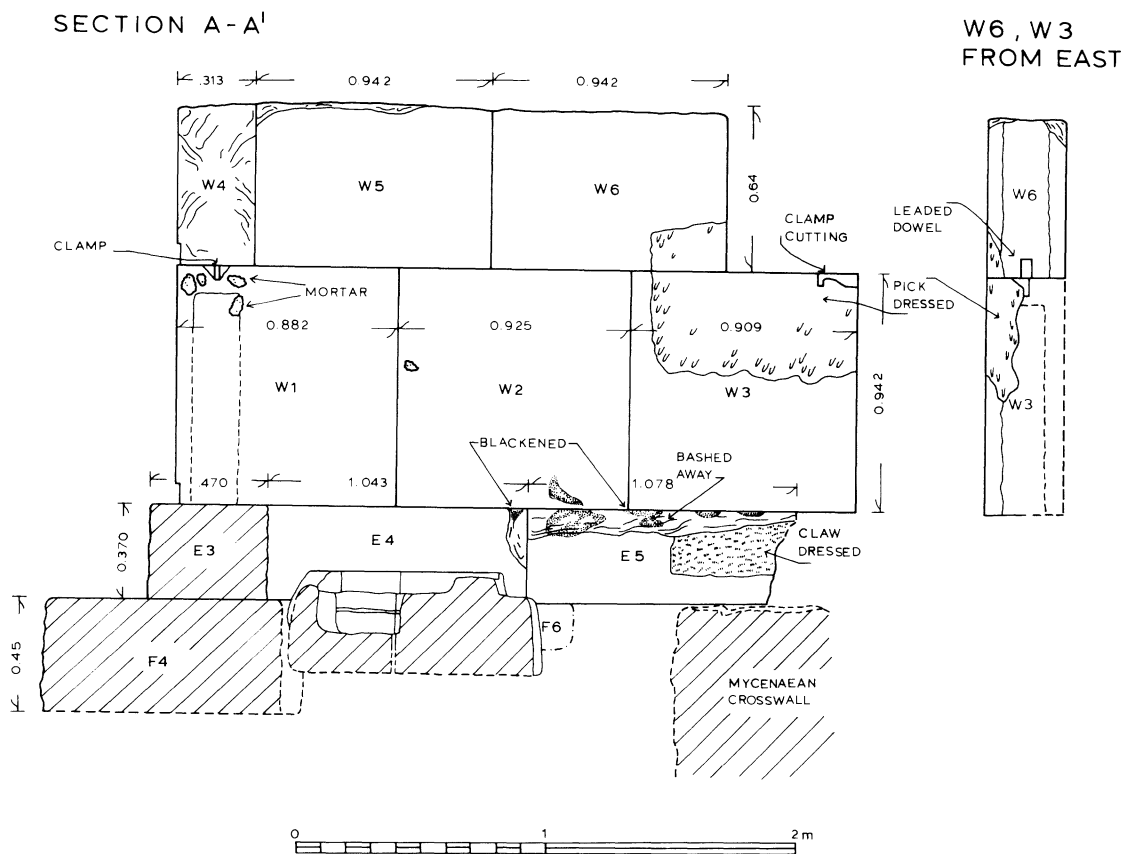 SECTION A-A'
W6, W3
FROM EAST
.313
0.942
0.942
W4
W5
W6
0.64
W6
CLAMP
CLAMP
CUTTING
LEADED
DOWEL
MORTAR
PICK
DRESSED
0.882
0.925
0.909
W1
W2
W3
0.942
W3
BLACKENED
BASHED
AWAY
.470
1.043
1.078
0.370
E3
E4
E5
CLAW
DRESSED
0.45
F4
F6
MYCENAEAN
CROSSWALL
0
1
2m